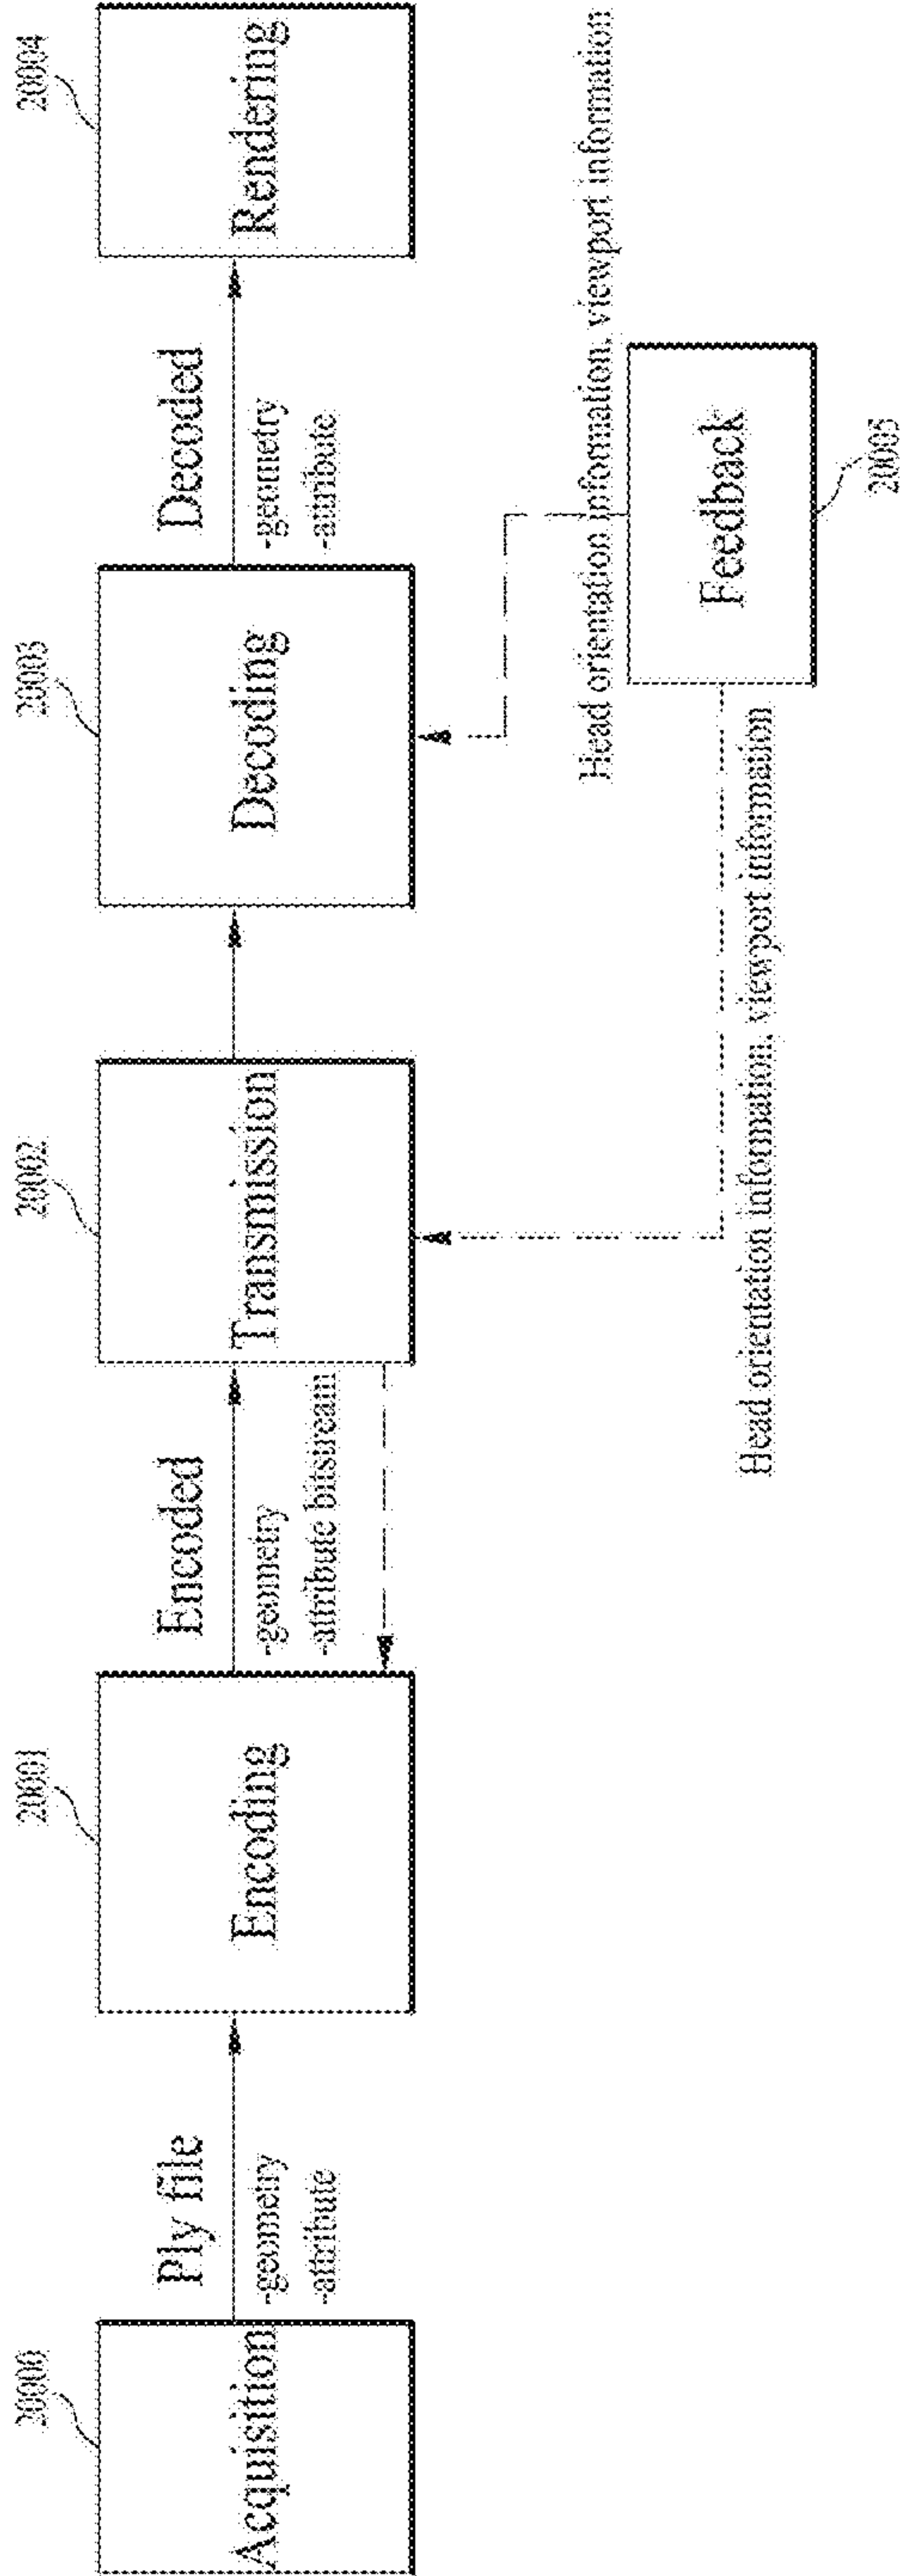 20000
Acquisition
Ply file
-geometry
-attribute
20001
Encoding
Encoded
-geometry
-attribute bitstream
20002
Transmission
20003
Decoding
Decoded
-geometry
-attribute
20004
Rendering
Head orientation information, viewport information
Feedback
20005
Head orientation information, viewport information